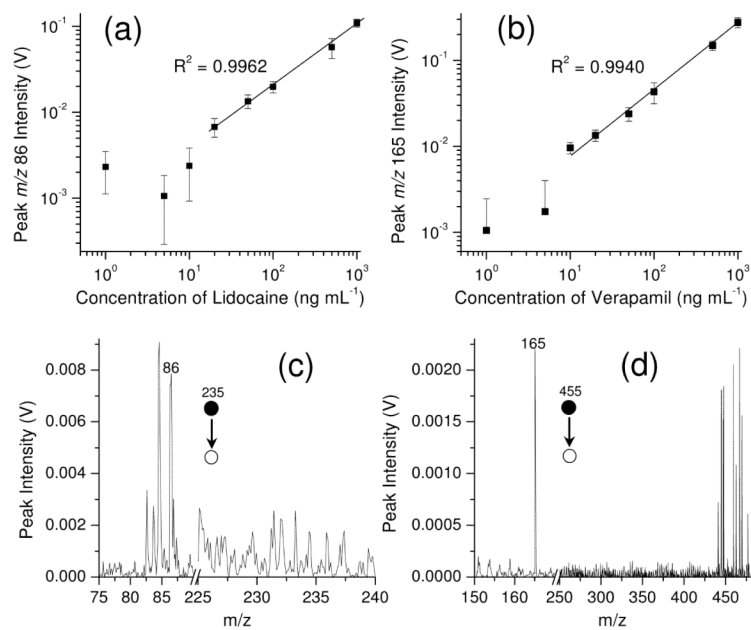 (a)
R² = 0.9962
Peak m/z 86 Intensity (V)
10⁻¹
10⁻²
10⁻³
10⁰ 10¹ 10² 10³
Concentration of Lidocaine (ng mL⁻¹)
(b)
R² = 0.9940
Peak m/z 165 Intensity (V)
10⁻¹
10⁻²
10⁻³
10⁰ 10¹ 10² 10³
Concentration of Verapamil (ng mL⁻¹)
(c)
86
235
Peak Intensity (V)
0.008
0.006
0.004
0.002
0.000
75 80 85 225 230 235 240
m/z
(d)
165
455
Peak Intensity (V)
0.0020
0.0015
0.0010
0.0005
0.0000
150 160 250 300 350 400 450
m/z